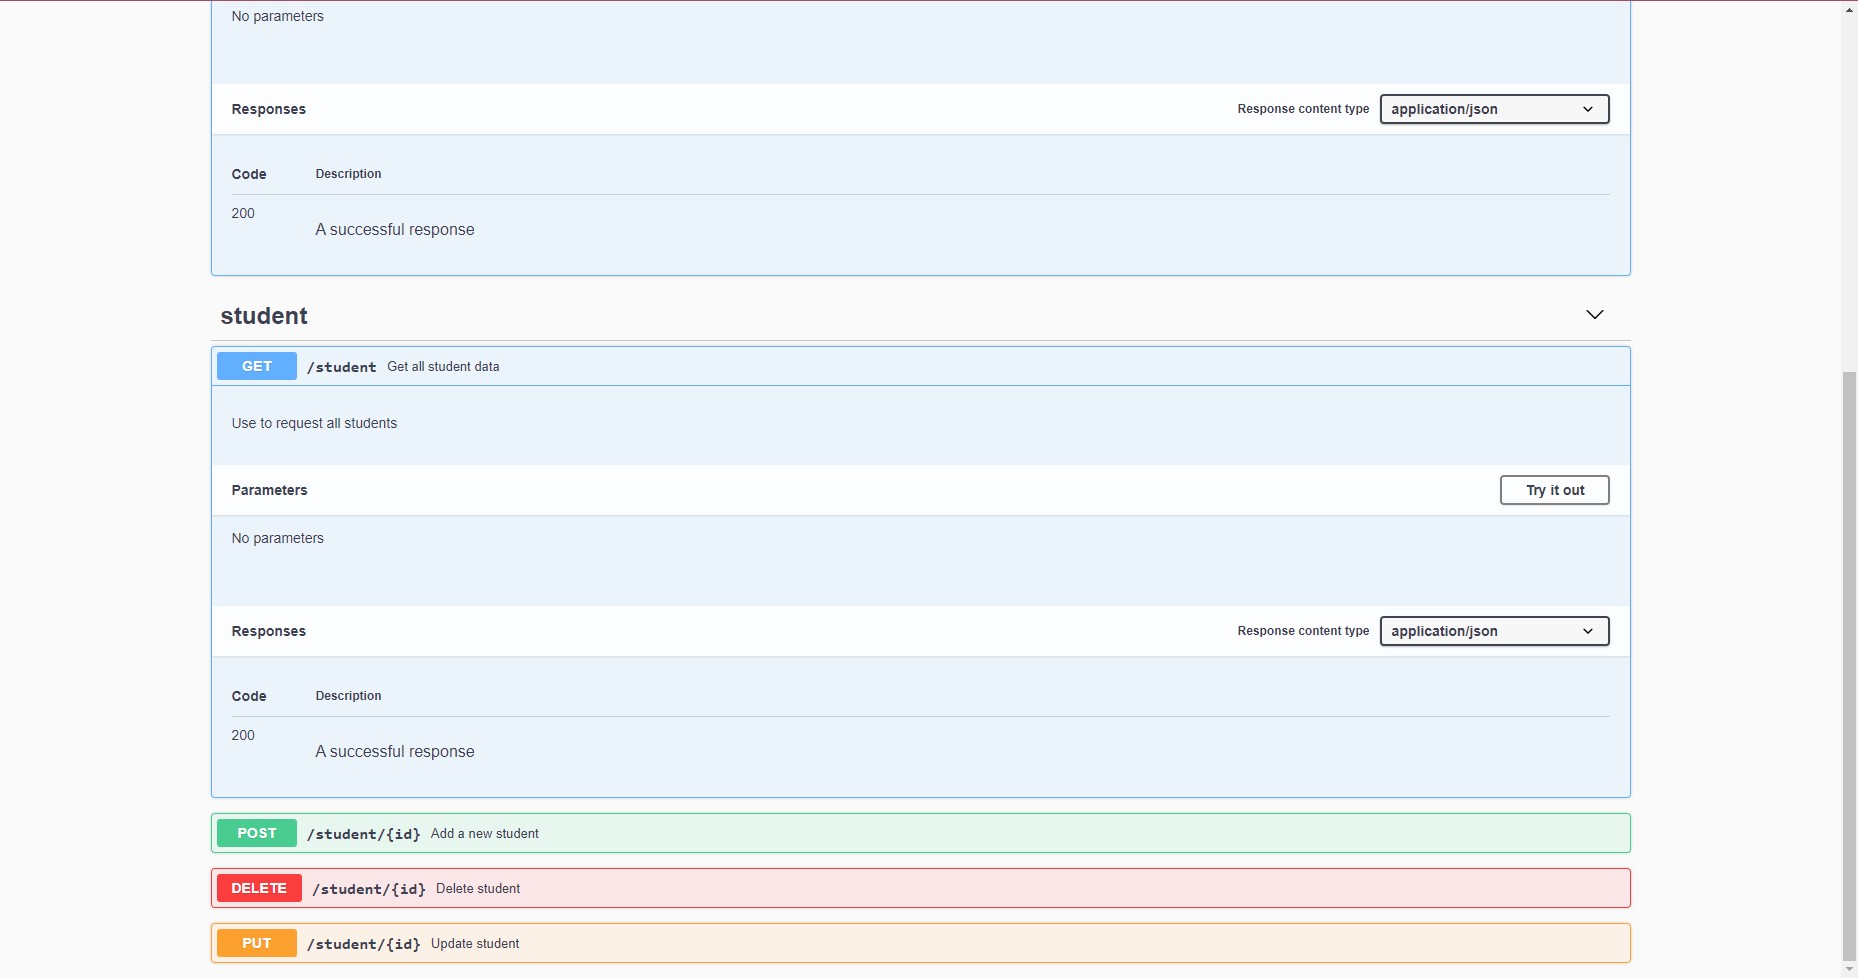 No parameters
Responses
Response content type application/json
Code Description
200
A successful response
student
GET /student Get all student data
Use to request all students
Parameters
Try it out
No parameters
Responses
Response content type application/json
Code Description
200
A successful response
POST /student/{id} Add a new student
DELETE /student/{id} Delete student
PUT /student/{id} Update student